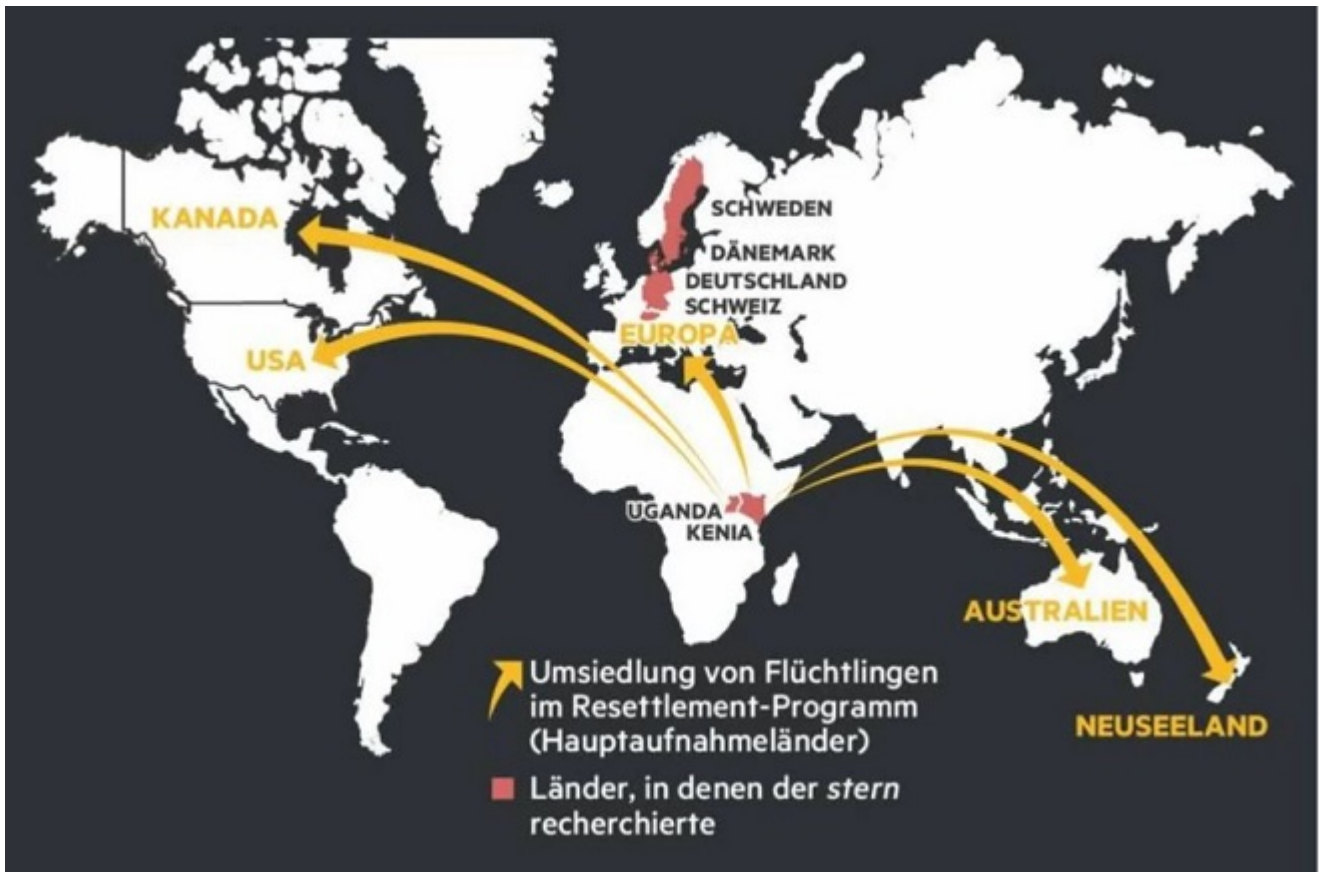 KANADA
USA
SCHWEDEN
DÄNEMARK
DEUTSCHLAND
SCHWEIZ
EUROPA
UGANDA
KENIA
AUSTRALIEN
NEUSEELAND
Umsiedlung von Flüchtlingen
im Resettlement-Programm
(Hauptaufnahmeländer)
Länder, in denen der stern
recherchierte